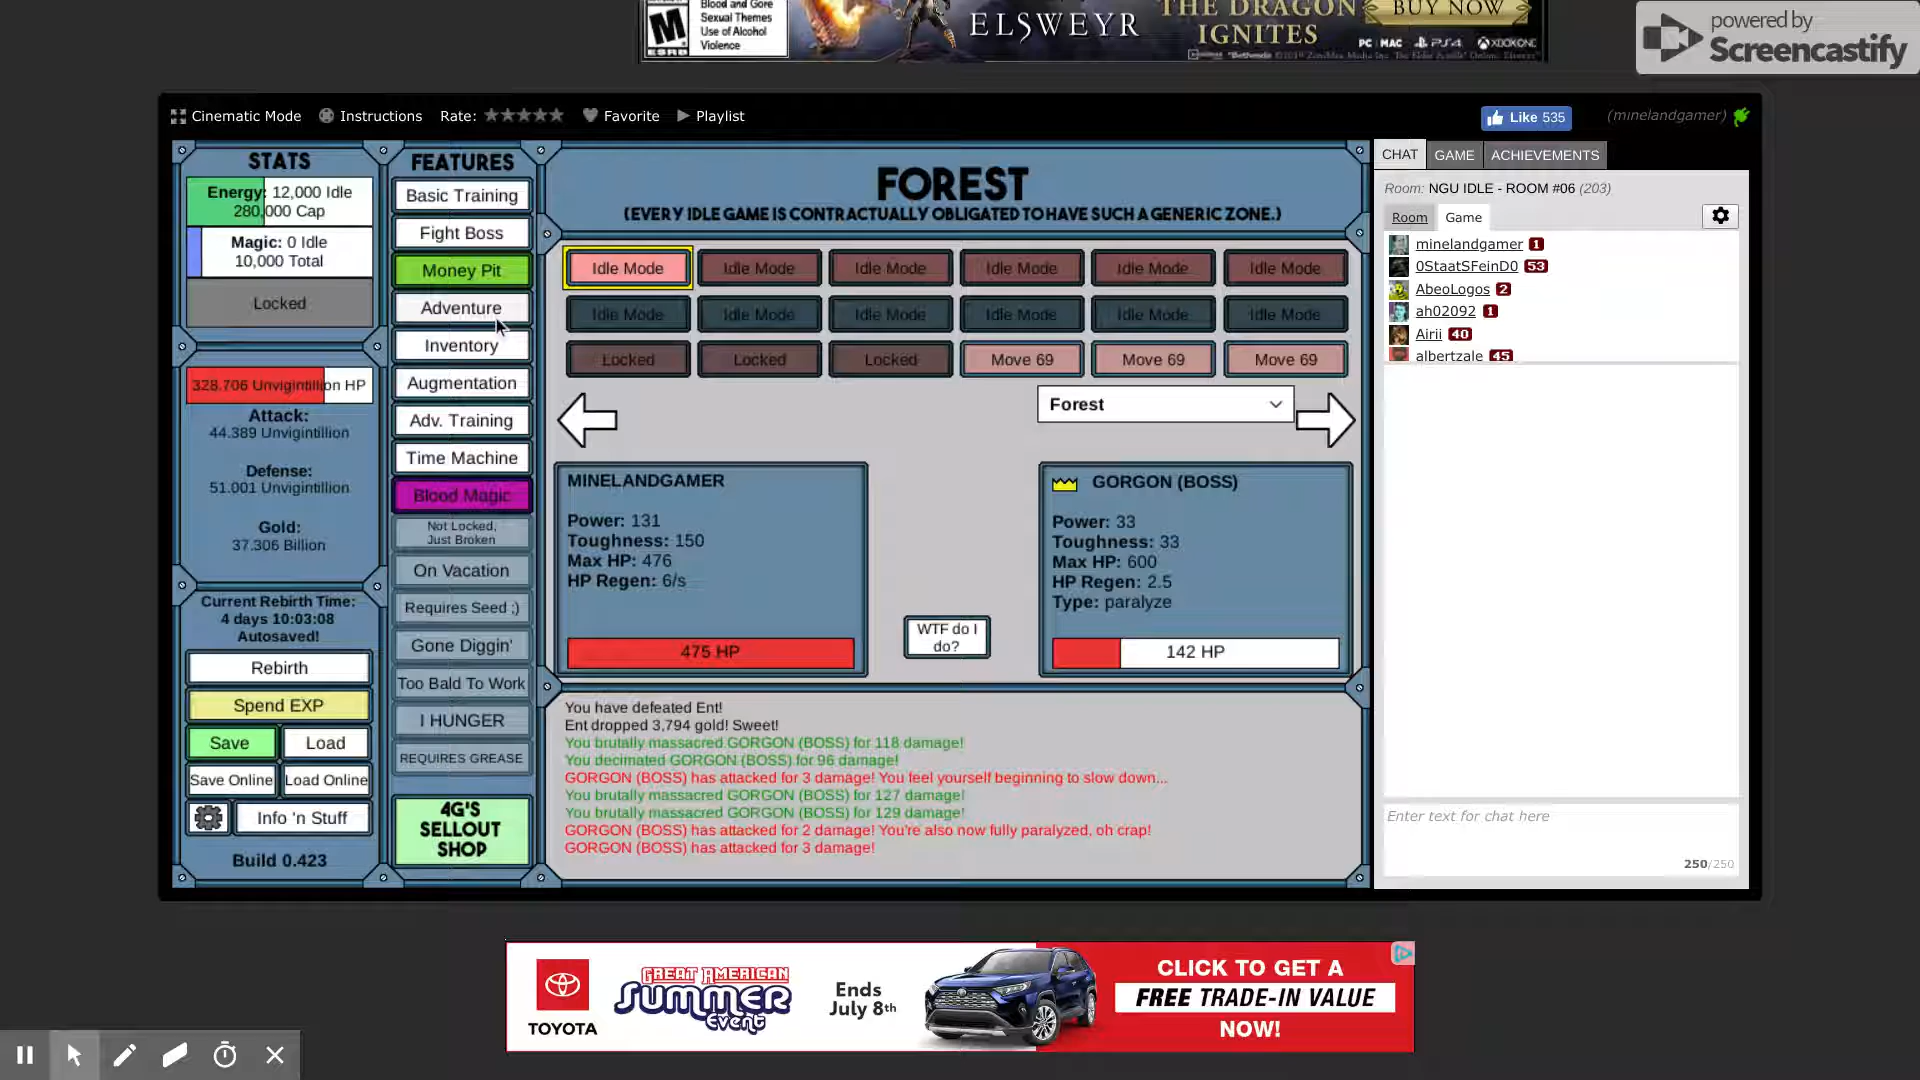 Blood and Gore
Sexual Themes
Use of Alcohol
Violence
M
ESRB
ELSWEYR
THE DRAGON
IGNITES
BUY NOW
PC | MAC PS4 XBOX ONE
powered by
Screencastify
Cinematic Mode
Instructions
Rate:
Favorite
Playlist
Like 535
(minelandgamer)
STATS
Energy: 12,000 Idle
280,000 Cap
Magic: 0 Idle
10,000 Total
Locked
328.706 Unvigintillion HP
Attack:
44.389 Unvigintillion
Defense:
51.001 Unvigintillion
Gold:
37.306 Billion
Current Rebirth Time:
4 days 10:03:08
Autosaved!
Rebirth
Spend EXP
Save
Load
Save Online
Load Online
Info 'n Stuff
Build 0.423
FEATURES
Basic Training
Fight Boss
Money Pit
Adventure
Inventory
Augmentation
Adv. Training
Time Machine
Blood Magic
Not Locked,
Just Broken
On Vacation
Requires Seed ;)
Gone Diggin'
Too Bald To Work
I HUNGER
REQUIRES GREASE
4G'S
SELLOUT
SHOP
FOREST
(EVERY IDLE GAME IS CONTRACTUALLY OBLIGATED TO HAVE SUCH A GENERIC ZONE.)
Idle Mode Idle Mode Idle Mode Idle Mode Idle Mode Idle Mode
Idle Mode Idle Mode Idle Mode Idle Mode Idle Mode Idle Mode
Locked Locked Locked Move 69 Move 69 Move 69
Forest
MINELANDGAMER
Power: 131
Toughness: 150
Max HP: 476
HP Regen: 6/s
475 HP
WTF do I
do?
GORGON (BOSS)
Power: 33
Toughness: 33
Max HP: 600
HP Regen: 2.5
Type: paralyze
142 HP
You have defeated Ent!
Ent dropped 3,794 gold! Sweet!
You brutally massacred GORGON (BOSS) for 118 damage!
You decimated GORGON (BOSS) for 96 damage!
GORGON (BOSS) has attacked for 3 damage! You feel yourself beginning to slow down...
You brutally massacred GORGON (BOSS) for 127 damage!
You brutally massacred GORGON (BOSS) for 129 damage!
GORGON (BOSS) has attacked for 2 damage! You're also now fully paralyzed, oh crap!
GORGON (BOSS) has attacked for 3 damage!
CHAT
GAME
ACHIEVEMENTS
Room: NGU IDLE - ROOM #06 (203)
Room
Game
minelandgamer 1
0StaatSFeinD0 53
AbeoLogos 2
ah02092 1
Airii 40
albertzale 45
Enter text for chat here
250/250
TOYOTA
GREAT AMERICAN
SUMMER
Event
Ends
July 8th
CLICK TO GET A
FREE TRADE-IN VALUE
NOW!